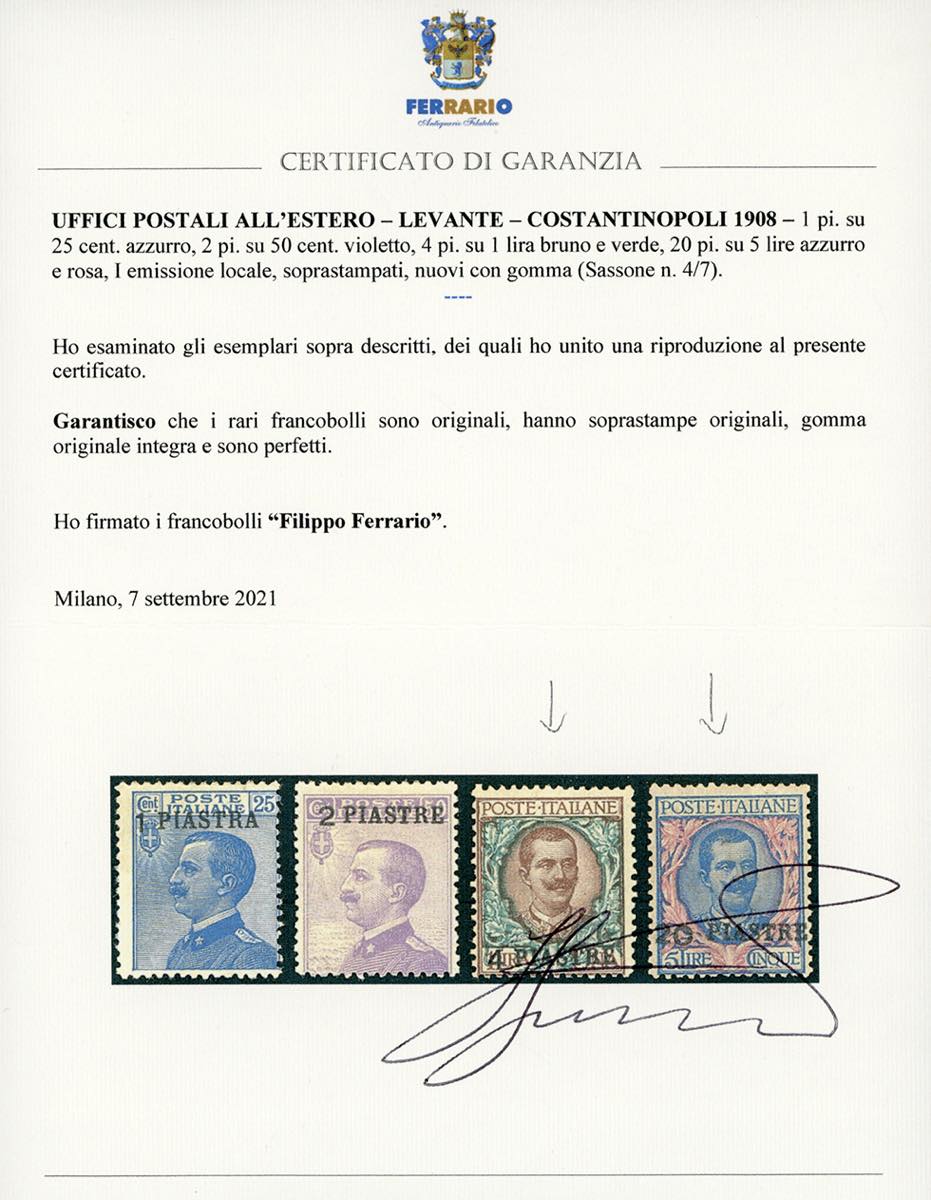 FERRARIO
Antiquario Filatelico
CERTIFICATO DI GARANZIA
UFFICI POSTALI ALL'ESTERO – LEVANTE – COSTANTINOPOLI 1908 – 1 pi. su
25 cent. azzurro, 2 pi. su 50 cent. violetto, 4 pi. su 1 lira bruno e verde, 20 pi. su 5 lire azzurro
e rosa, I emissione locale, soprastampati, nuovi con gomma (Sassone n. 4/7).
----
Ho esaminato gli esemplari sopra descritti, dei quali ho unito una riproduzione al presente
certificato.
Garantisco che i rari francobolli sono originali, hanno soprastampe originali, gomma
originale integra e sono perfetti.
Ho firmato i francobolli “Filippo Ferrario”.
Milano, 7 settembre 2021
Cent POSTE ITALIANE 25
1 PIASTRA
2 PIASTRE
POSTE·ITALIANE
4 PIASTRE
POSTE·ITALIANE
20 PIASTRE
5 LIRE CINQUE